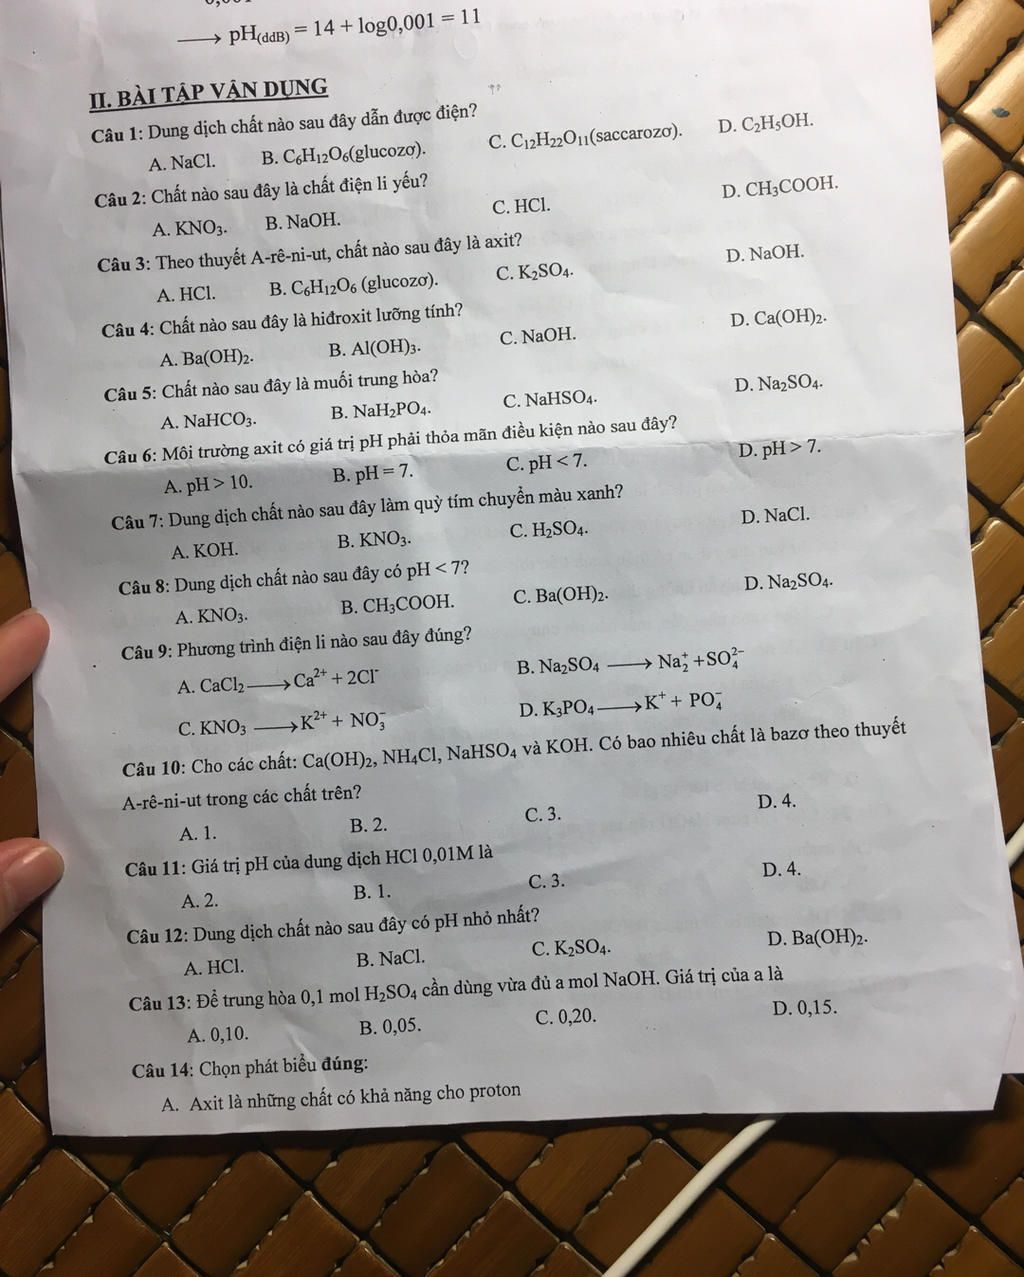 ⟶ pH(ddB) = 14 + log0,001 = 11
II. BÀI TẬP VẬN DỤNG
Câu 1: Dung dịch chất nào sau đây dẫn được điện?
A. NaCl. B. C₆H₁₂O₆(glucozơ). C. C₁₂H₂₂O₁₁(saccarozơ). D. C₂H₅OH.
Câu 2: Chất nào sau đây là chất điện li yếu?
A. KNO₃. B. NaOH. C. HCl. D. CH₃COOH.
Câu 3: Theo thuyết A-rê-ni-ut, chất nào sau đây là axit?
A. HCl. B. C₆H₁₂O₆ (glucozơ). C. K₂SO₄. D. NaOH.
Câu 4: Chất nào sau đây là hiđroxit lưỡng tính?
A. Ba(OH)₂. B. Al(OH)₃. C. NaOH. D. Ca(OH)₂.
Câu 5: Chất nào sau đây là muối trung hòa?
A. NaHCO₃. B. NaH₂PO₄. C. NaHSO₄. D. Na₂SO₄.
Câu 6: Môi trường axit có giá trị pH phải thỏa mãn điều kiện nào sau đây?
A. pH > 10. B. pH = 7. C. pH < 7. D. pH > 7.
Câu 7: Dung dịch chất nào sau đây làm quỳ tím chuyển màu xanh?
A. KOH. B. KNO₃. C. H₂SO₄. D. NaCl.
Câu 8: Dung dịch chất nào sau đây có pH < 7?
A. KNO₃. B. CH₃COOH. C. Ba(OH)₂. D. Na₂SO₄.
Câu 9: Phương trình điện li nào sau đây đúng?
A. CaCl₂ ⟶ Ca²⁺ + 2Cl⁻ B. Na₂SO₄ ⟶ Na₂⁺ + SO₄²⁻
C. KNO₃ ⟶ K²⁺ + NO₃⁻ D. K₃PO₄ ⟶ K⁺ + PO₄⁻
Câu 10: Cho các chất: Ca(OH)₂, NH₄Cl, NaHSO₄ và KOH. Có bao nhiêu chất là bazơ theo thuyết
A-rê-ni-ut trong các chất trên?
A. 1. B. 2. C. 3. D. 4.
Câu 11: Giá trị pH của dung dịch HCl 0,01M là
A. 2. B. 1. C. 3. D. 4.
Câu 12: Dung dịch chất nào sau đây có pH nhỏ nhất?
A. HCl. B. NaCl. C. K₂SO₄. D. Ba(OH)₂.
Câu 13: Để trung hòa 0,1 mol H₂SO₄ cần dùng vừa đủ a mol NaOH. Giá trị của a là
A. 0,10. B. 0,05. C. 0,20. D. 0,15.
Câu 14: Chọn phát biểu đúng:
A. Axit là những chất có khả năng cho proton